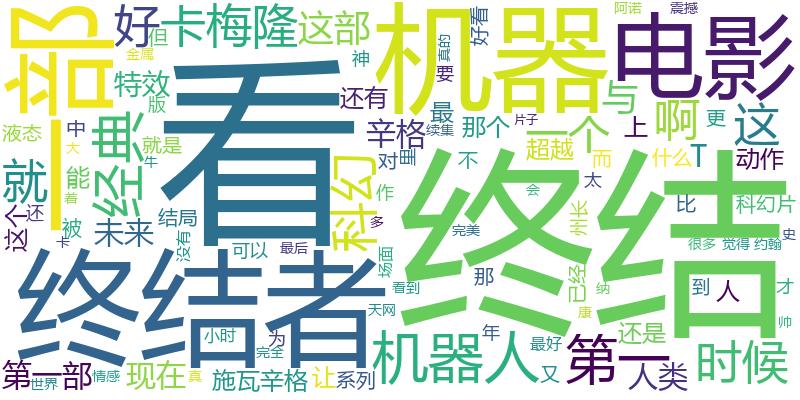 一部
好
但
金属
卡梅隆
这部
神
版
特效
还有
机器
真的
好看
要
阿诺
震撼
电影
液态
中
大
经典
就是
牛
看
科幻
辛格
最
续集
那个
片子
一个
与
啊
上
更
这
就
能
着
对
里
不
超越
而
什么
T
动作
这个
还
被
卡
未来
结局
没有
可以
最后
作
多
场面
看到
终结
会
太
完美
州长
已经
纳
康
比
科幻片
很多
觉得
约翰
史
到
人
才
帅
终结者
小时
为
完全
天网
那
年
机器人
最好
又
第一
还是
人类
时候
第一部
世界
情感
现在
真
施瓦辛格
让
系列